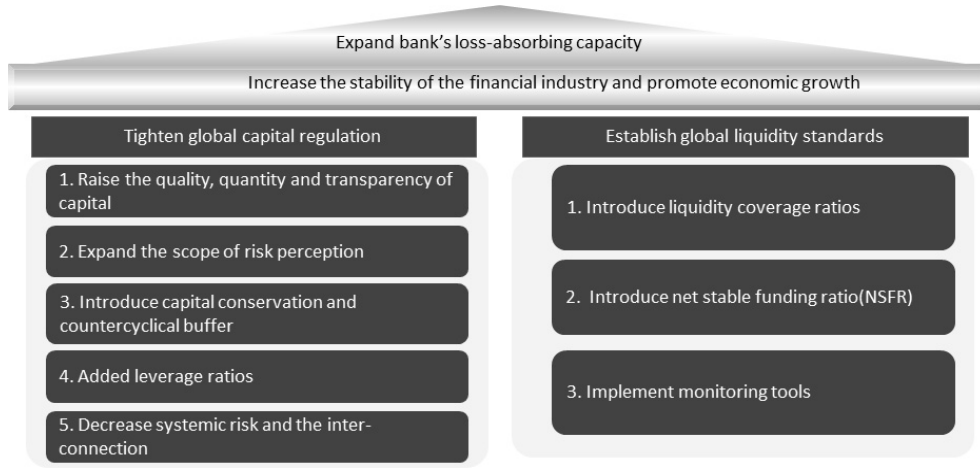 Expand bank’s loss-absorbing capacity
Increase the stability of the financial industry and promote economic growth
Tighten global capital regulation
1. Raise the quality, quantity and transparency of
capital
2. Expand the scope of risk perception
3. Introduce capital conservation and
countercyclical buffer
4. Added leverage ratios
5. Decrease systemic risk and the inter-
connection
Establish global liquidity standards
1. Introduce liquidity coverage ratios
2. Introduce net stable funding ratio(NSFR)
3. Implement monitoring tools